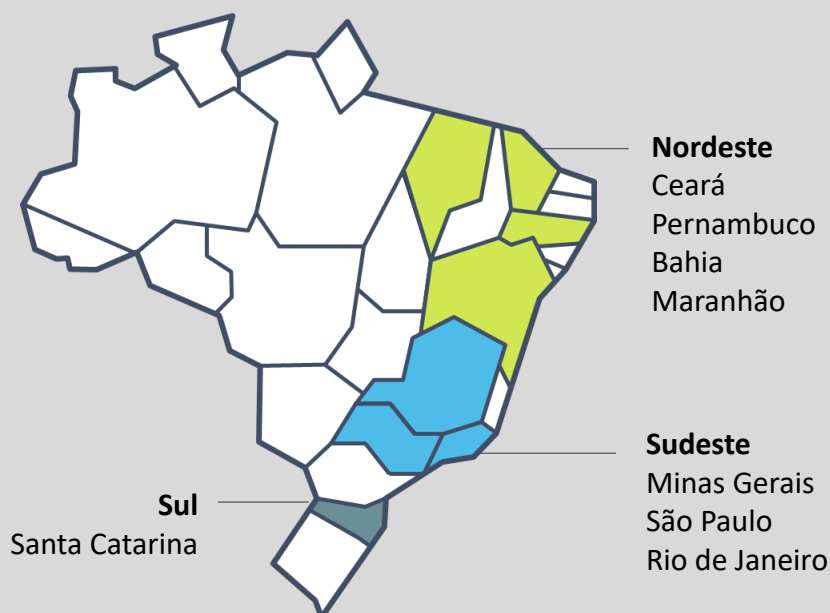 Nordeste
Ceará
Pernambuco
Bahia
Maranhão
Sudeste
Minas Gerais
São Paulo
Rio de Janeiro
Sul
Santa Catarina